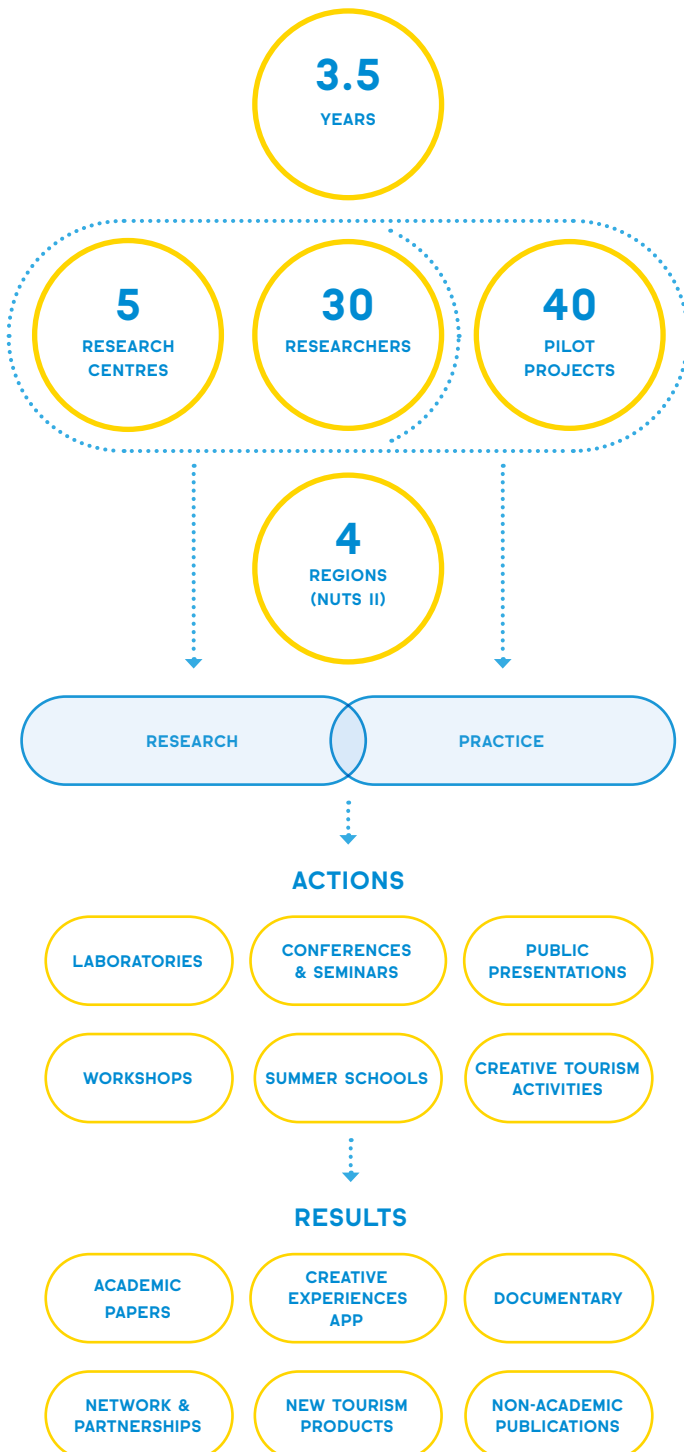 3.5
YEARS
5
RESEARCH
CENTRES
30
RESEARCHERS
40
PILOT
PROJECTS
4
REGIONS
(NUTS II)
RESEARCH
PRACTICE
ACTIONS
LABORATORIES
CONFERENCES
& SEMINARS
PUBLIC
PRESENTATIONS
WORKSHOPS
SUMMER SCHOOLS
CREATIVE TOURISM
ACTIVITIES
RESULTS
ACADEMIC
PAPERS
CREATIVE
EXPERIENCES
APP
DOCUMENTARY
NETWORK &
PARTNERSHIPS
NEW TOURISM
PRODUCTS
NON-ACADEMIC
PUBLICATIONS